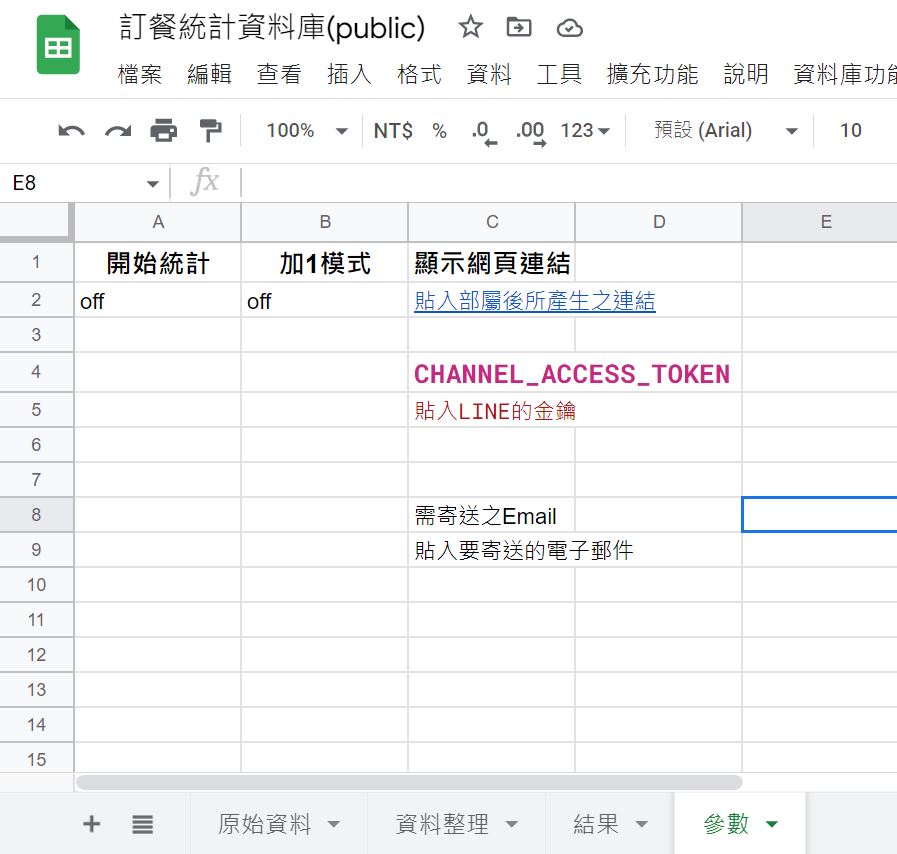 訂餐統計資料庫(public)
檔案 編輯 查看 插入 格式 資料 工具 擴充功能 說明 資料庫功能
100% NT$ % .0 .00 123 預設 (Arial) 10
E8 fx
A B C D E
1 開始統計 加1模式 顯示網頁連結
2 off off 貼入部屬後所產生之連結
3
4 CHANNEL_ACCESS_TOKEN
5 貼入LINE的金鑰
6
7
8 需寄送之Email
9 貼入要寄送的電子郵件
10
11
12
13
14
15
原始資料 資料整理 結果 參數